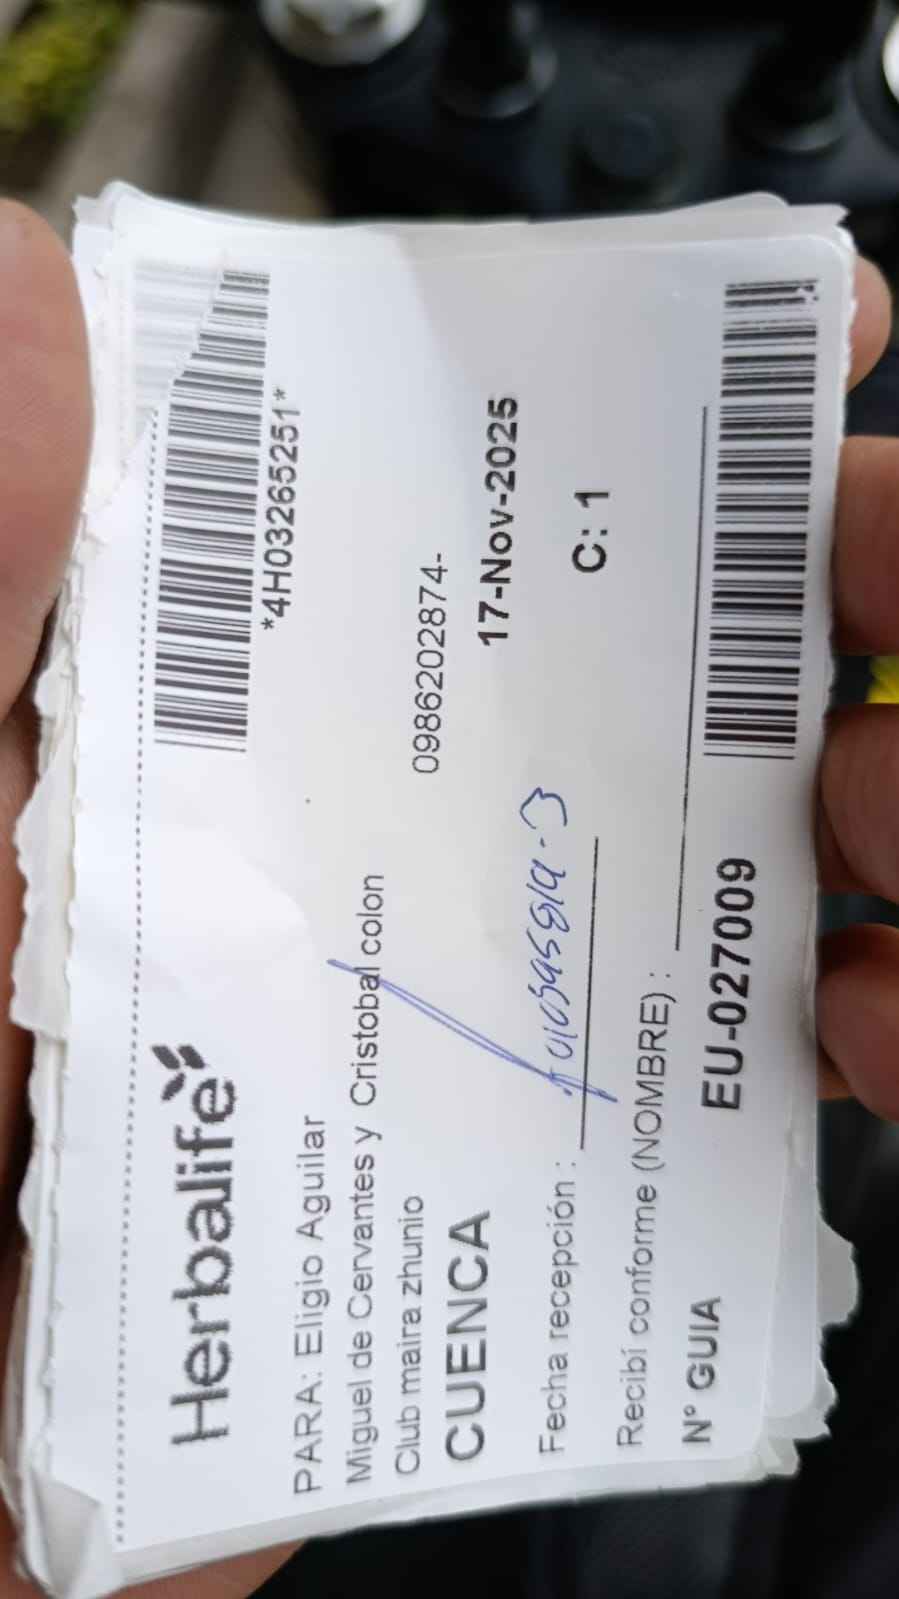 Herbalife
*4H03265251*
PARA: Eligio Aguilar
Miguel de Cervantes y Cristobal colon
Club maira zhunio
0986202874-
CUENCA
17-Nov-2025
Fecha recepción :
C: 1
Recibí conforme (NOMBRE) :
N° GUIA
EU-027009